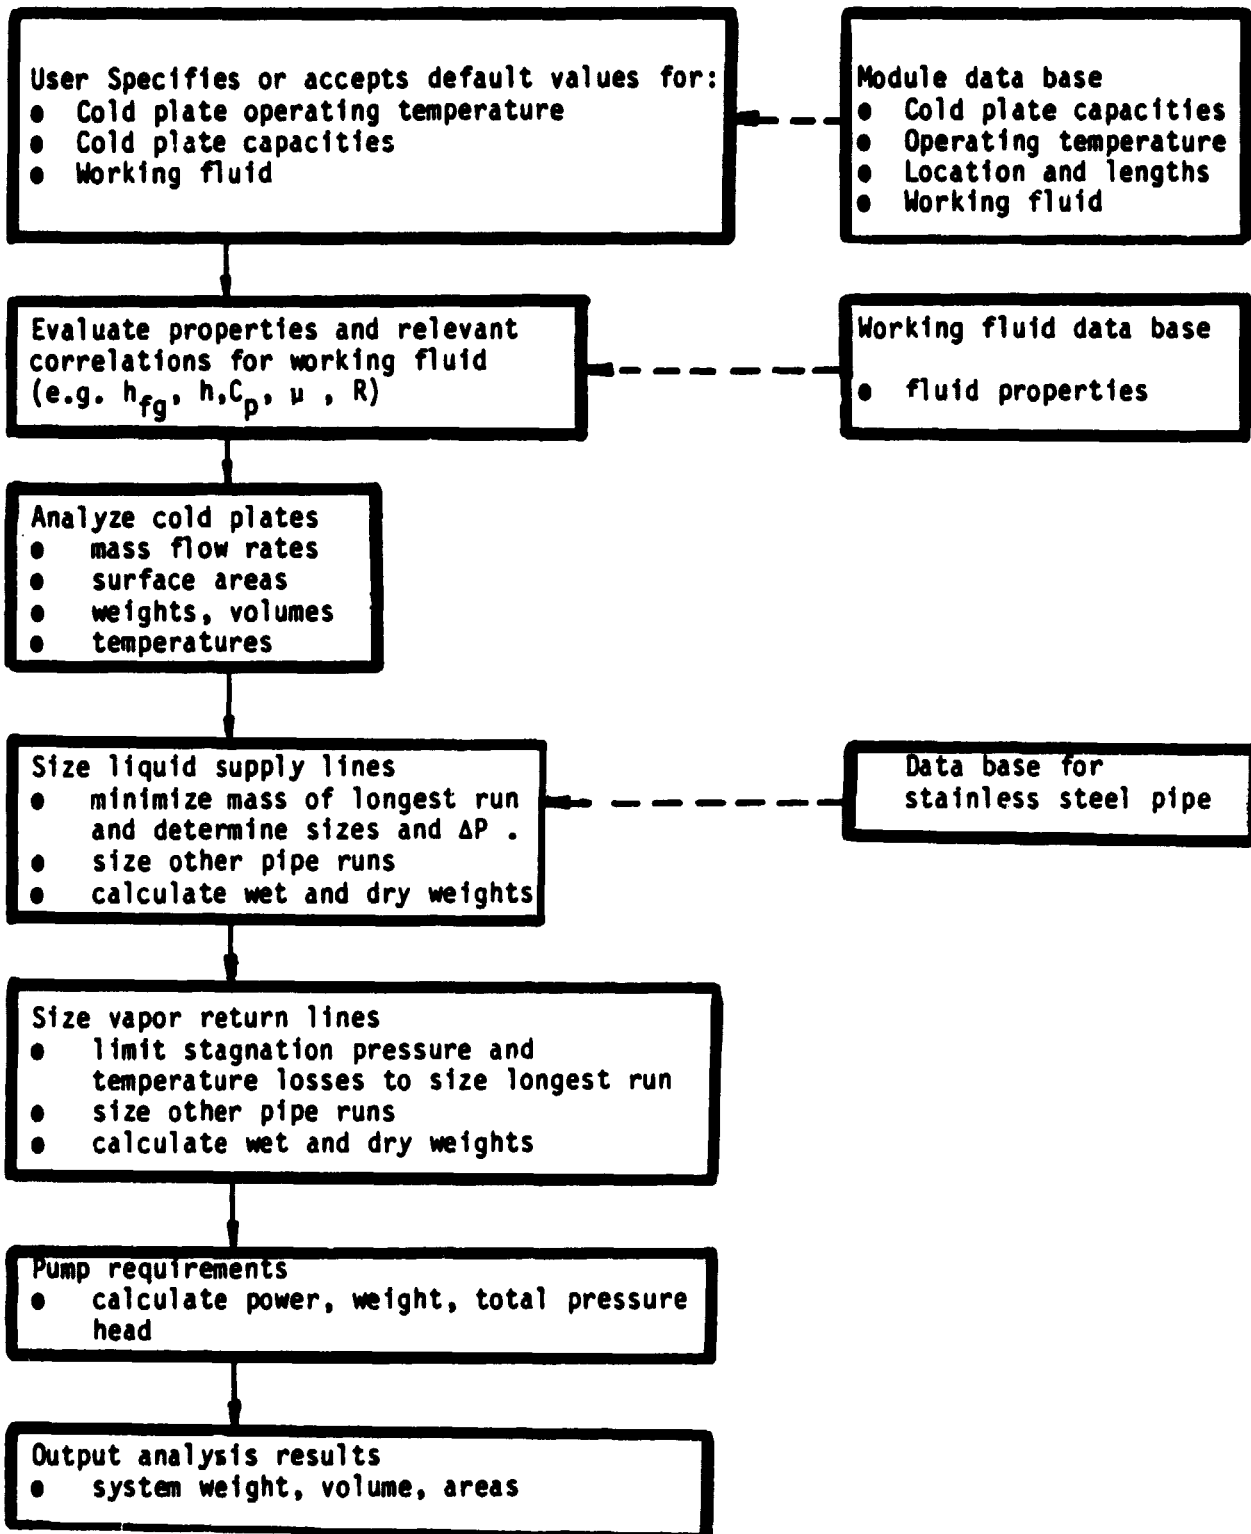 User Specifies or accepts default values for:
● Cold plate operating temperature
● Cold plate capacities
● Working fluid
Module data base
● Cold plate capacities
● Operating temperature
● Location and lengths
● Working fluid
Evaluate properties and relevant
correlations for working fluid
(e.g. h_fg, h,C_p, μ , R)
Working fluid data base
● fluid properties
Analyze cold plates
● mass flow rates
● surface areas
● weights, volumes
● temperatures
Size liquid supply lines
● minimize mass of longest run
and determine sizes and ΔP .
● size other pipe runs
● calculate wet and dry weights
Data base for
stainless steel pipe
Size vapor return lines
● limit stagnation pressure and
temperature losses to size longest run
● size other pipe runs
● calculate wet and dry weights
Pump requirements
● calculate power, weight, total pressure
head
Output analysis results
● system weight, volume, areas